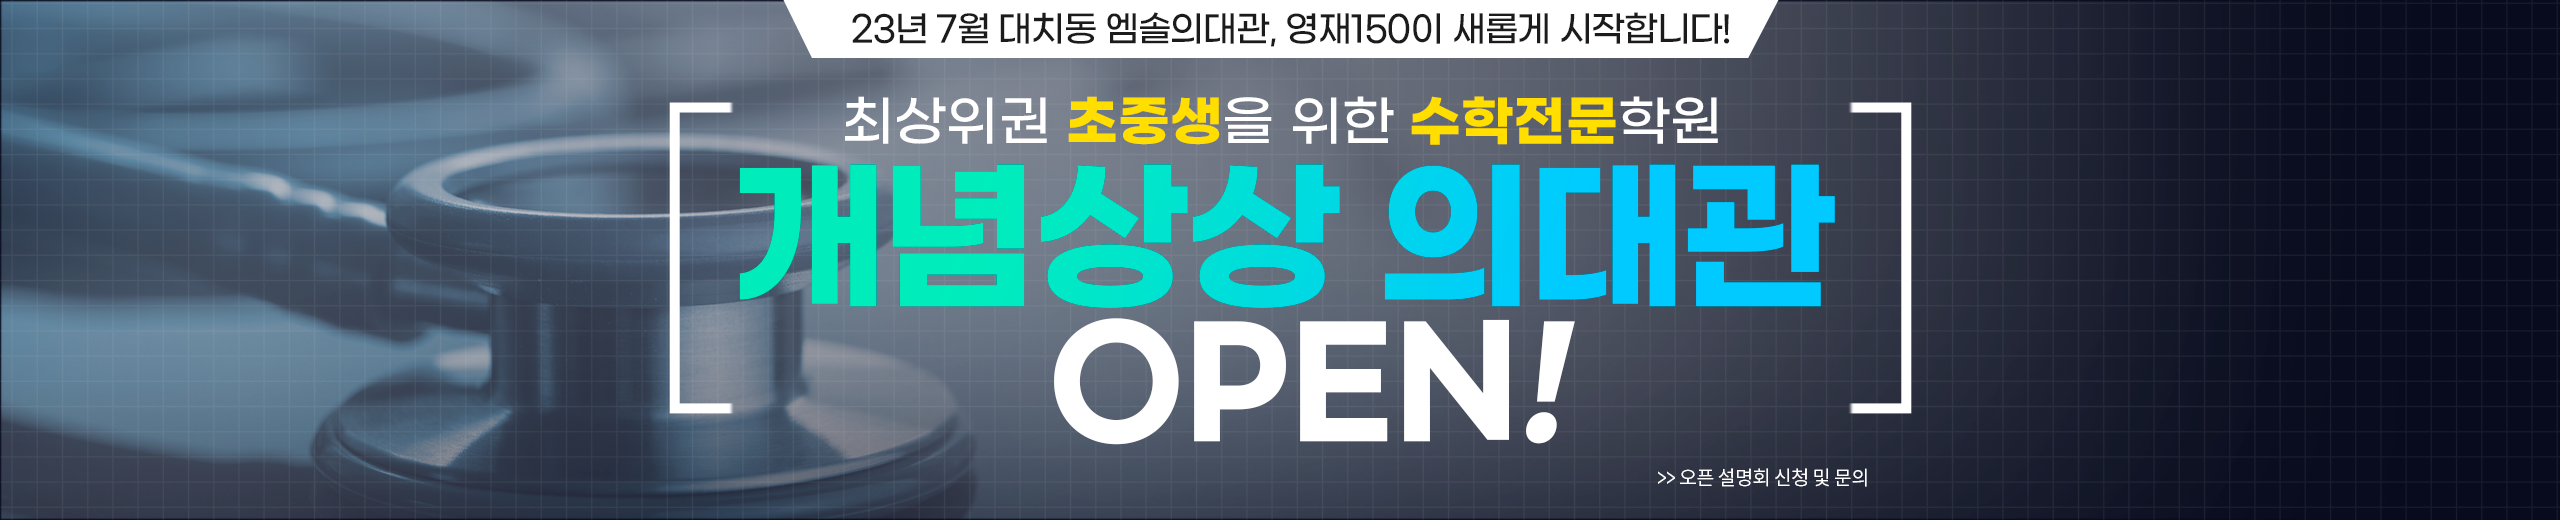 23년 7월 대치동 엠솔의대관, 영재150이 새롭게 시작합니다!
최상위권 초중생을 위한 수학전문학원
개념상상 의대관
OPEN!
>> 오픈 설명회 신청 및 문의